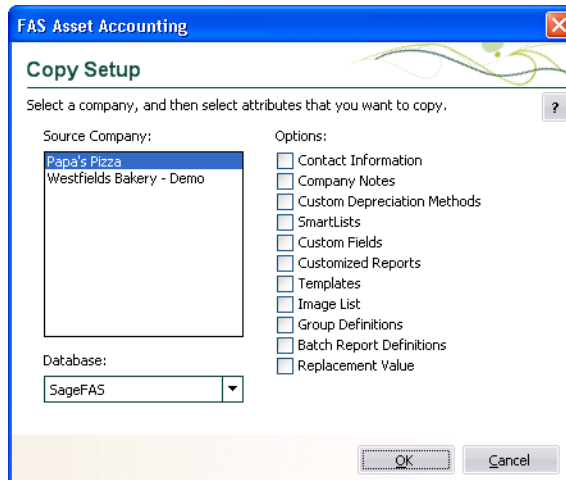 FAS Asset Accounting
Copy Setup
Select a company, and then select attributes that you want to copy.
?
Source Company:
Papa's Pizza
Westfields Bakery - Demo
Database:
SageFAS
Options:
Contact Information
Company Notes
Custom Depreciation Methods
SmartLists
Custom Fields
Customized Reports
Templates
Image List
Group Definitions
Batch Report Definitions
Replacement Value
OK
Cancel